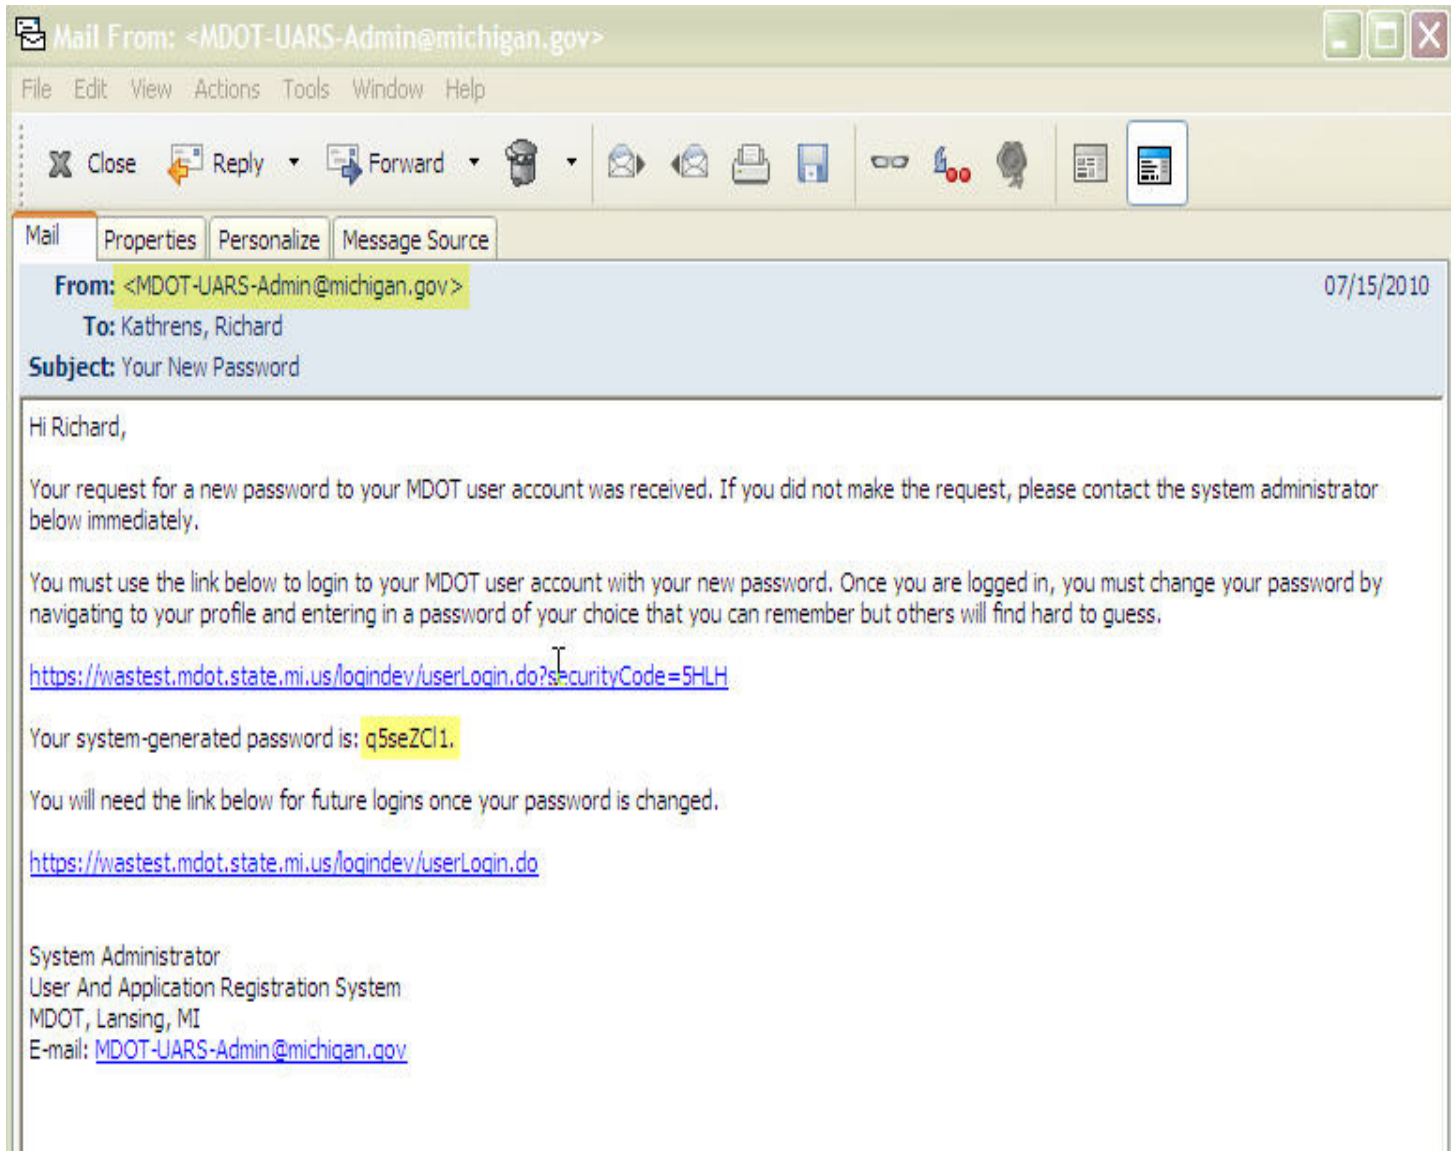 Mail From: <MDOT-UARS-Admin@michigan.gov>
File Edit View Actions Tools Window Help
Close Reply Forward
Mail Properties Personalize Message Source
From: <MDOT-UARS-Admin@michigan.gov> 07/15/2010
To: Kathrens, Richard
Subject: Your New Password
Hi Richard,
Your request for a new password to your MDOT user account was received. If you did not make the request, please contact the system administrator
below immediately.
You must use the link below to login to your MDOT user account with your new password. Once you are logged in, you must change your password by
navigating to your profile and entering in a password of your choice that you can remember but others will find hard to guess.
https://wastest.mdot.state.mi.us/logindev/userLogin.do?securityCode=5HLH
Your system-generated password is: q5seZCl1.
You will need the link below for future logins once your password is changed.
https://wastest.mdot.state.mi.us/logindev/userLogin.do
System Administrator
User And Application Registration System
MDOT, Lansing, MI
E-mail: MDOT-UARS-Admin@michigan.gov